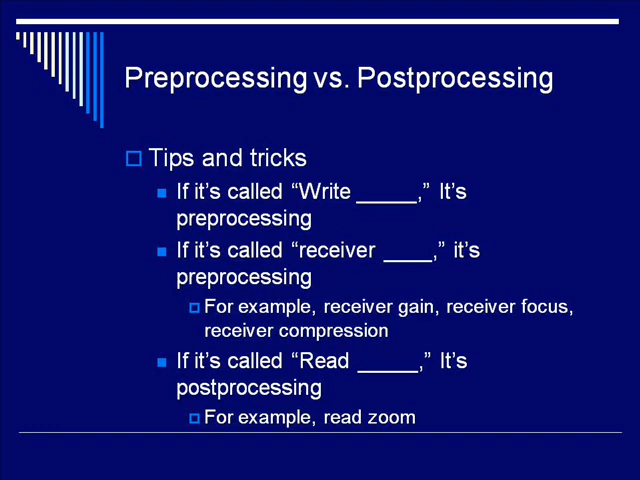 Preprocessing vs. Postprocessing
Tips and tricks
If it's called “Write _____,” It's
preprocessing
If it's called “receiver ____,” it's
preprocessing
For example, receiver gain, receiver focus,
receiver compression
If it's called “Read _____,” It's
postprocessing
For example, read zoom